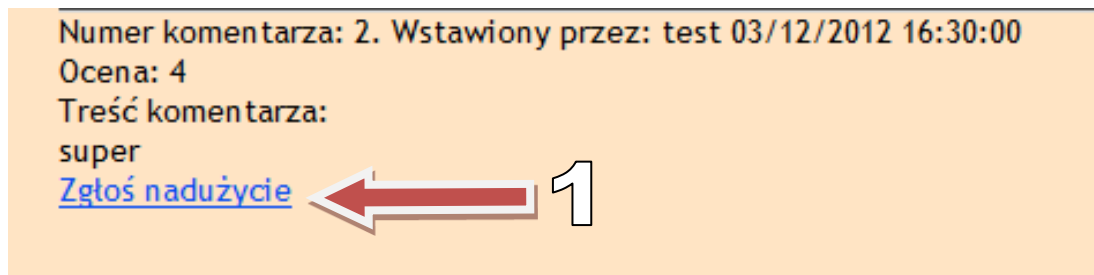 Numer komentarza: 2. Wstawiony przez: test 03/12/2012 16:30:00
Ocena: 4
Treść komentarza:
super
Zgłoś nadużycie 1